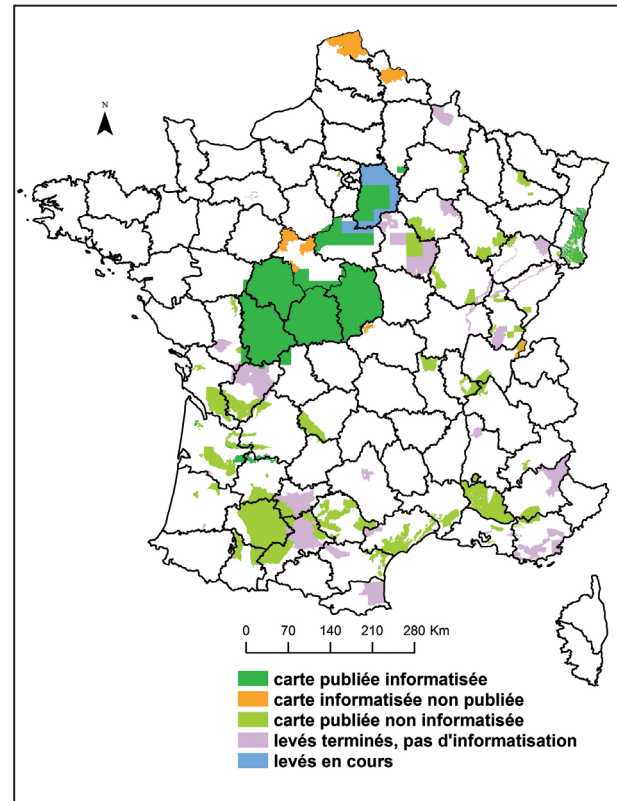 N
0 70 140 210 280 Km
carte publiée informatisée
carte informatisée non publiée
carte publiée non informatisée
levés terminés, pas d'informatisation
levés en cours